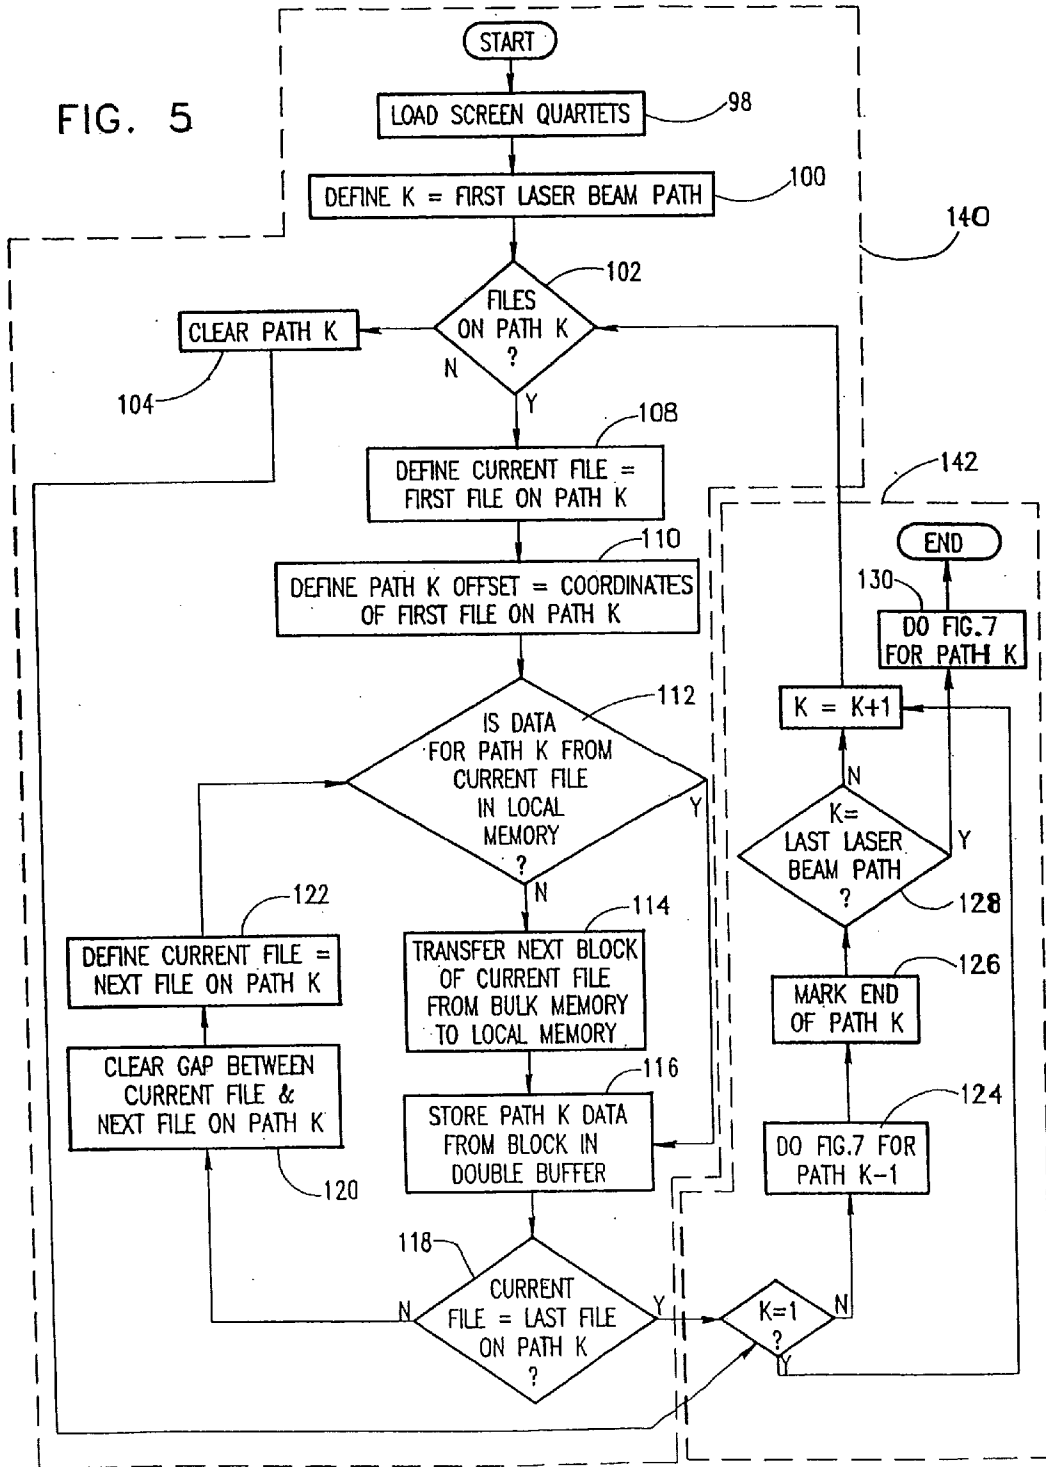 FIG. 5
START
LOAD SCREEN QUARTETS
98
DEFINE K = FIRST LASER BEAM PATH
100
140
102
FILES
ON PATH K
?
N
Y
CLEAR PATH K
104
108
DEFINE CURRENT FILE =
FIRST FILE ON PATH K
110
DEFINE PATH K OFFSET = COORDINATES
OF FIRST FILE ON PATH K
112
IS DATA
FOR PATH K FROM
CURRENT FILE
IN LOCAL
MEMORY
?
Y
N
114
TRANSFER NEXT BLOCK
OF CURRENT FILE
FROM BULK MEMORY
TO LOCAL MEMORY
116
STORE PATH K DATA
FROM BLOCK IN
DOUBLE BUFFER
118
CURRENT
FILE = LAST FILE
ON PATH K
?
N
Y
120
CLEAR GAP BETWEEN
CURRENT FILE &
NEXT FILE ON PATH K
122
DEFINE CURRENT FILE =
NEXT FILE ON PATH K
142
END
130
DO FIG.7
FOR PATH K
K = K+1
N
K=
LAST LASER
BEAM PATH
?
Y
128
126
MARK END
OF PATH K
124
DO FIG.7 FOR
PATH K-1
K=1
?
N
Y